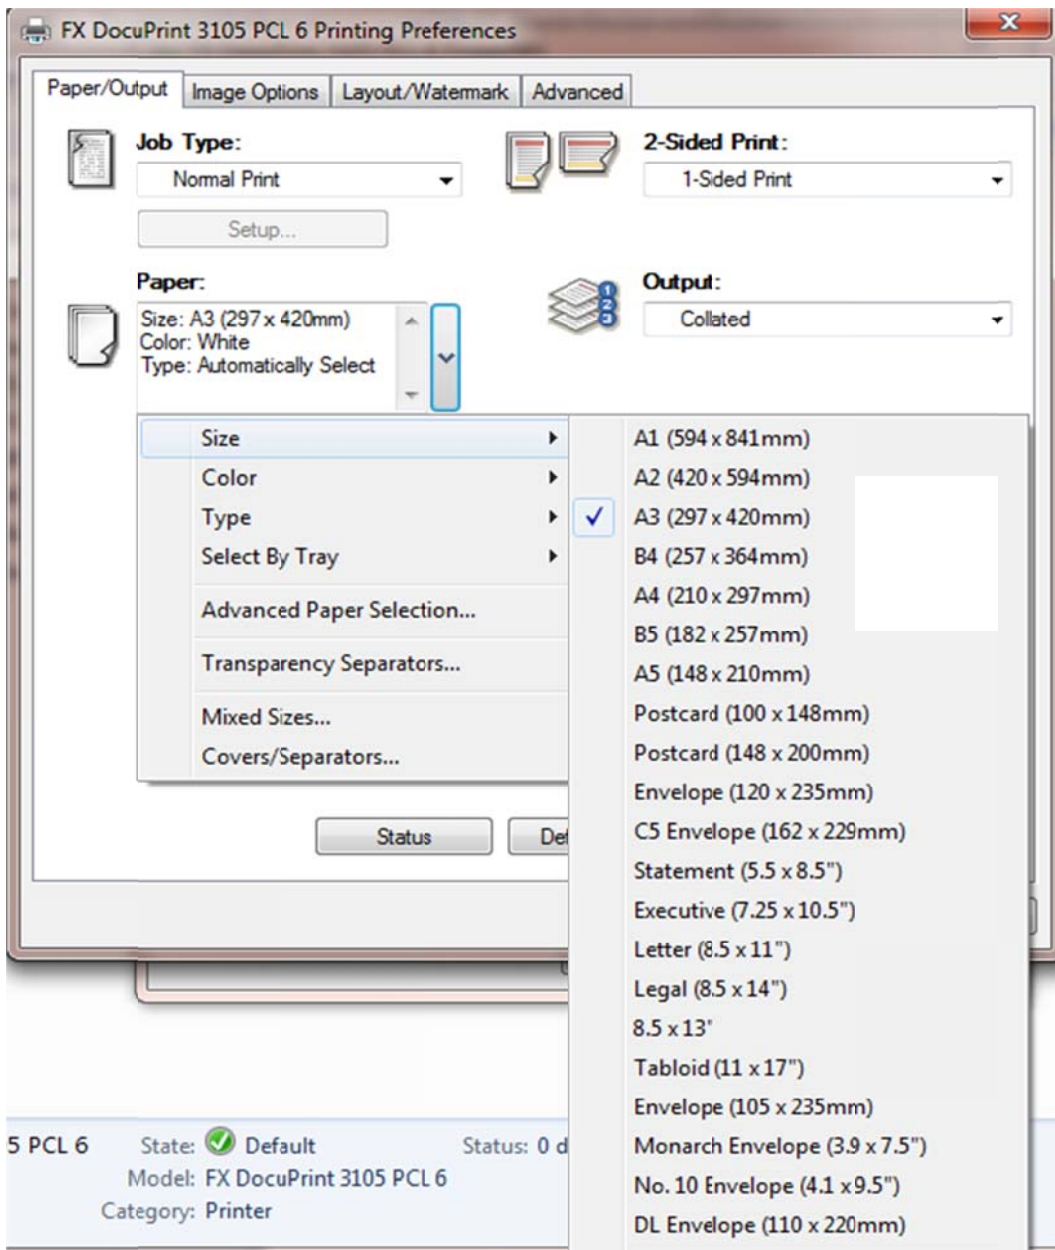 FX DocuPrint 3105 PCL 6 Printing Preferences
Paper/Output Image Options Layout/Watermark Advanced
Job Type:
Normal Print
Setup...
2-Sided Print:
1-Sided Print
Paper:
Size: A3 (297 x 420mm)
Color: White
Type: Automatically Select
Output:
1
2
3
Collated
Size
Color
Type
Select By Tray
Advanced Paper Selection...
Transparency Separators...
Mixed Sizes...
Covers/Separators...
A1 (594 x 841mm)
A2 (420 x 594mm)
A3 (297 x 420mm)
B4 (257 x 364mm)
A4 (210 x 297mm)
B5 (182 x 257mm)
A5 (148 x 210mm)
Postcard (100 x 148mm)
Postcard (148 x 200mm)
Envelope (120 x 235mm)
C5 Envelope (162 x 229mm)
Statement (5.5 x 8.5")
Executive (7.25 x 10.5")
Letter (8.5 x 11")
Legal (8.5 x 14")
8.5 x 13"
Tabloid (11 x 17")
Envelope (105 x 235mm)
Monarch Envelope (3.9 x 7.5")
No. 10 Envelope (4.1 x 9.5")
DL Envelope (110 x 220mm)
Status
Def
5 PCL 6 State: Default Status: 0 d
Model: FX DocuPrint 3105 PCL 6
Category: Printer